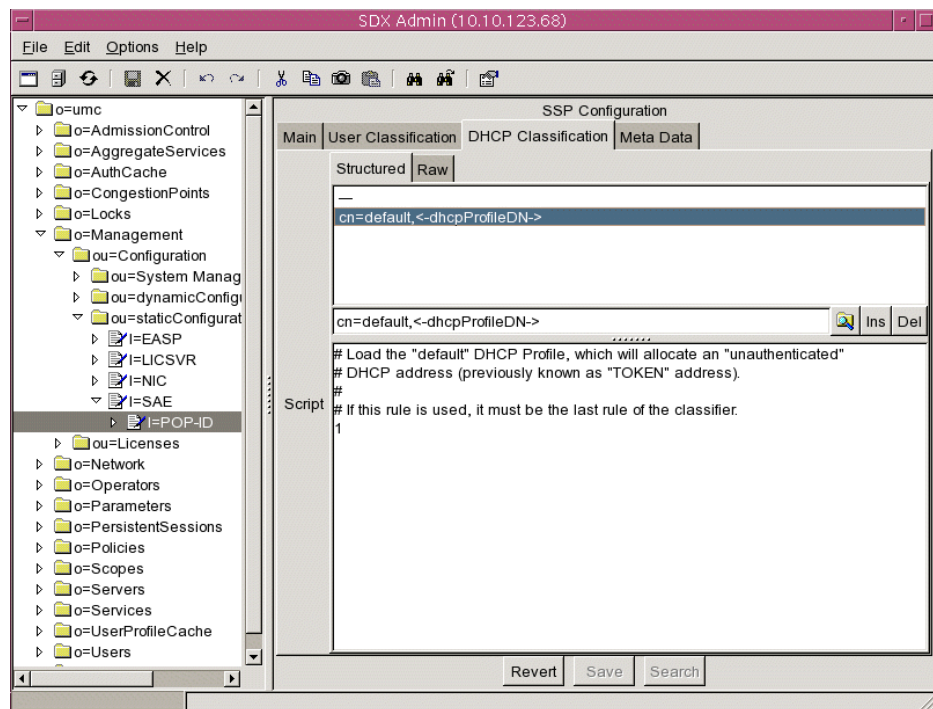 SDX Admin (10.10.123.68)
File Edit Options Help
o=umc
o=AdmissionControl
o=AggregateServices
o=AuthCache
o=CongestionPoints
o=Locks
o=Management
ou=Configuration
ou=System Manag
ou=dynamicConfigu
ou=staticConfigurat
l=EASP
l=LICSVR
l=NIC
l=SAE
l=POP-ID
ou=Licenses
o=Network
o=Operators
o=Parameters
o=PersistentSessions
o=Policies
o=Scopes
o=Servers
o=Services
o=UserProfileCache
o=Users
SSP Configuration
Main User Classification DHCP Classification Meta Data
Structured Raw
—
cn=default,<-dhcpProfileDN->
cn=default,<-dhcpProfileDN-> Ins Del
Script
# Load the "default" DHCP Profile, which will allocate an "unauthenticated"
# DHCP address (previously known as "TOKEN" address).
#
# If this rule is used, it must be the last rule of the classifier.
1
Revert Save Search